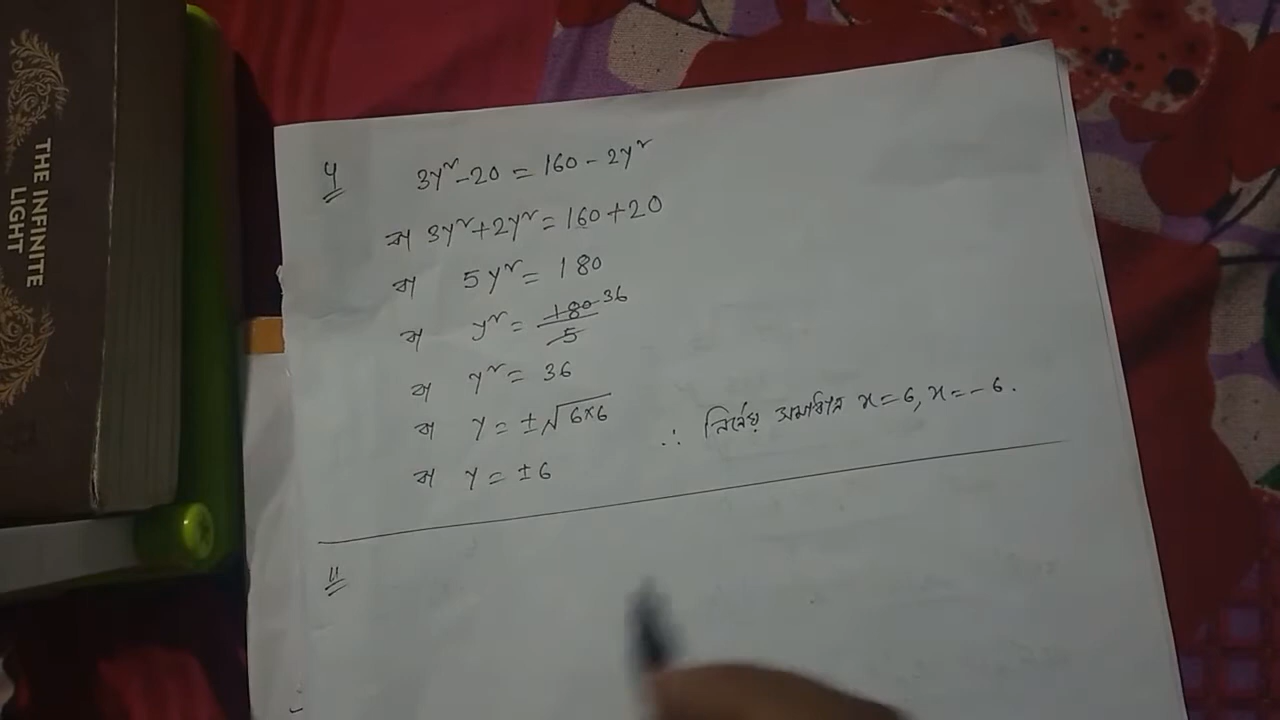 THE INFINITE
LIGHT
4 3y² - 20 = 160 - 2y²
বা 3y² + 2y² = 160 + 20
বা 5y² = 180
বা y² = 180/5 36
বা y² = 36
বা y = ±√6×6
∴ নির্ণেয় সমাধান x = 6, x = -6.
বা y = ±6
11